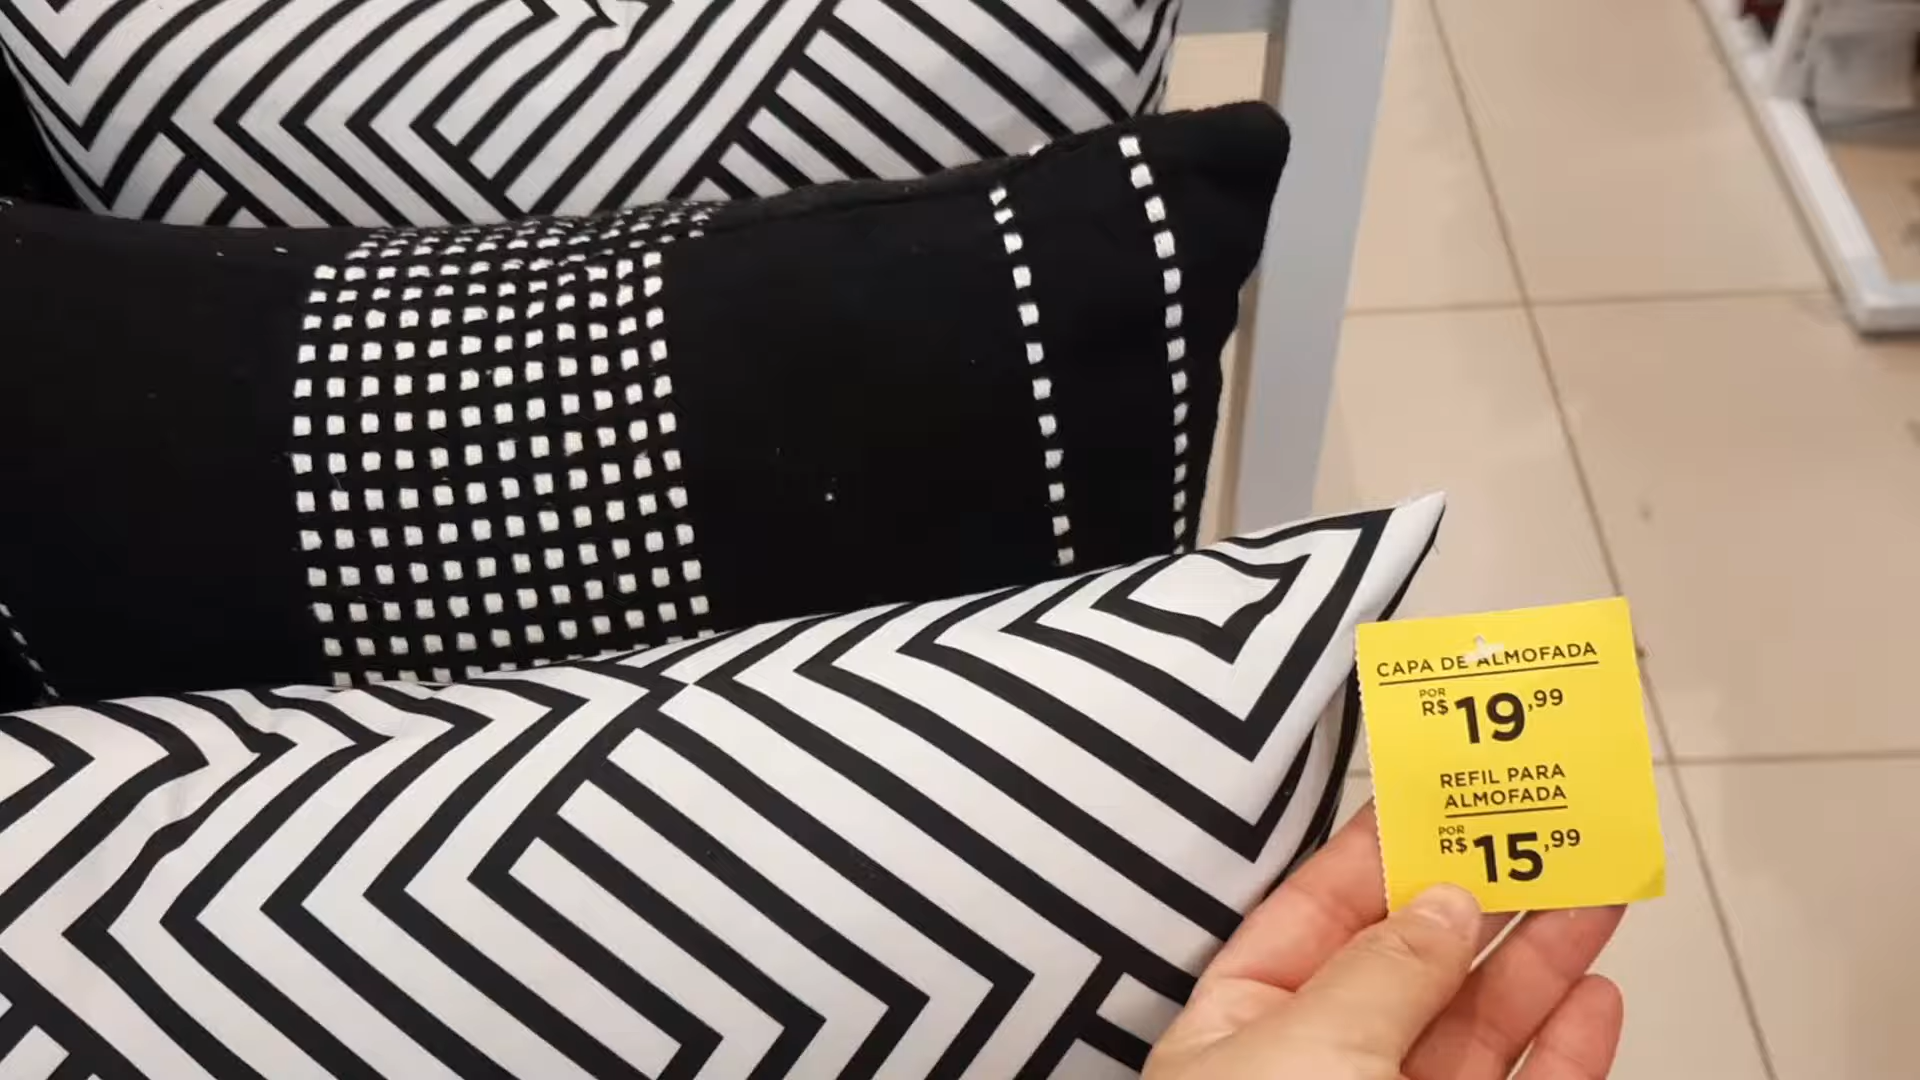 CAPA DE ALMOFADA
POR
R$ 19,99
REFIL PARA
ALMOFADA
POR
R$ 15,99